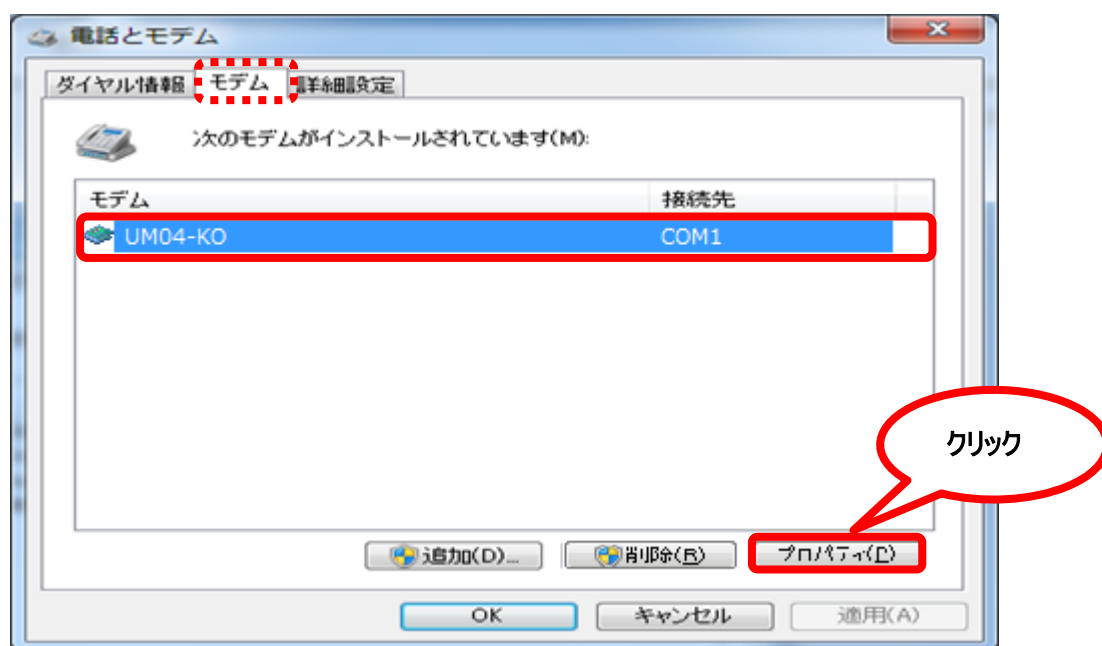 電話とモデム
ダイヤル情報 モデム 詳細設定
次のモデムがインストールされています(M):
モデム 接続先
UM04-KO COM1
クリック
追加(D)... 削除(R) プロパティ(P)
OK キャンセル 適用(A)